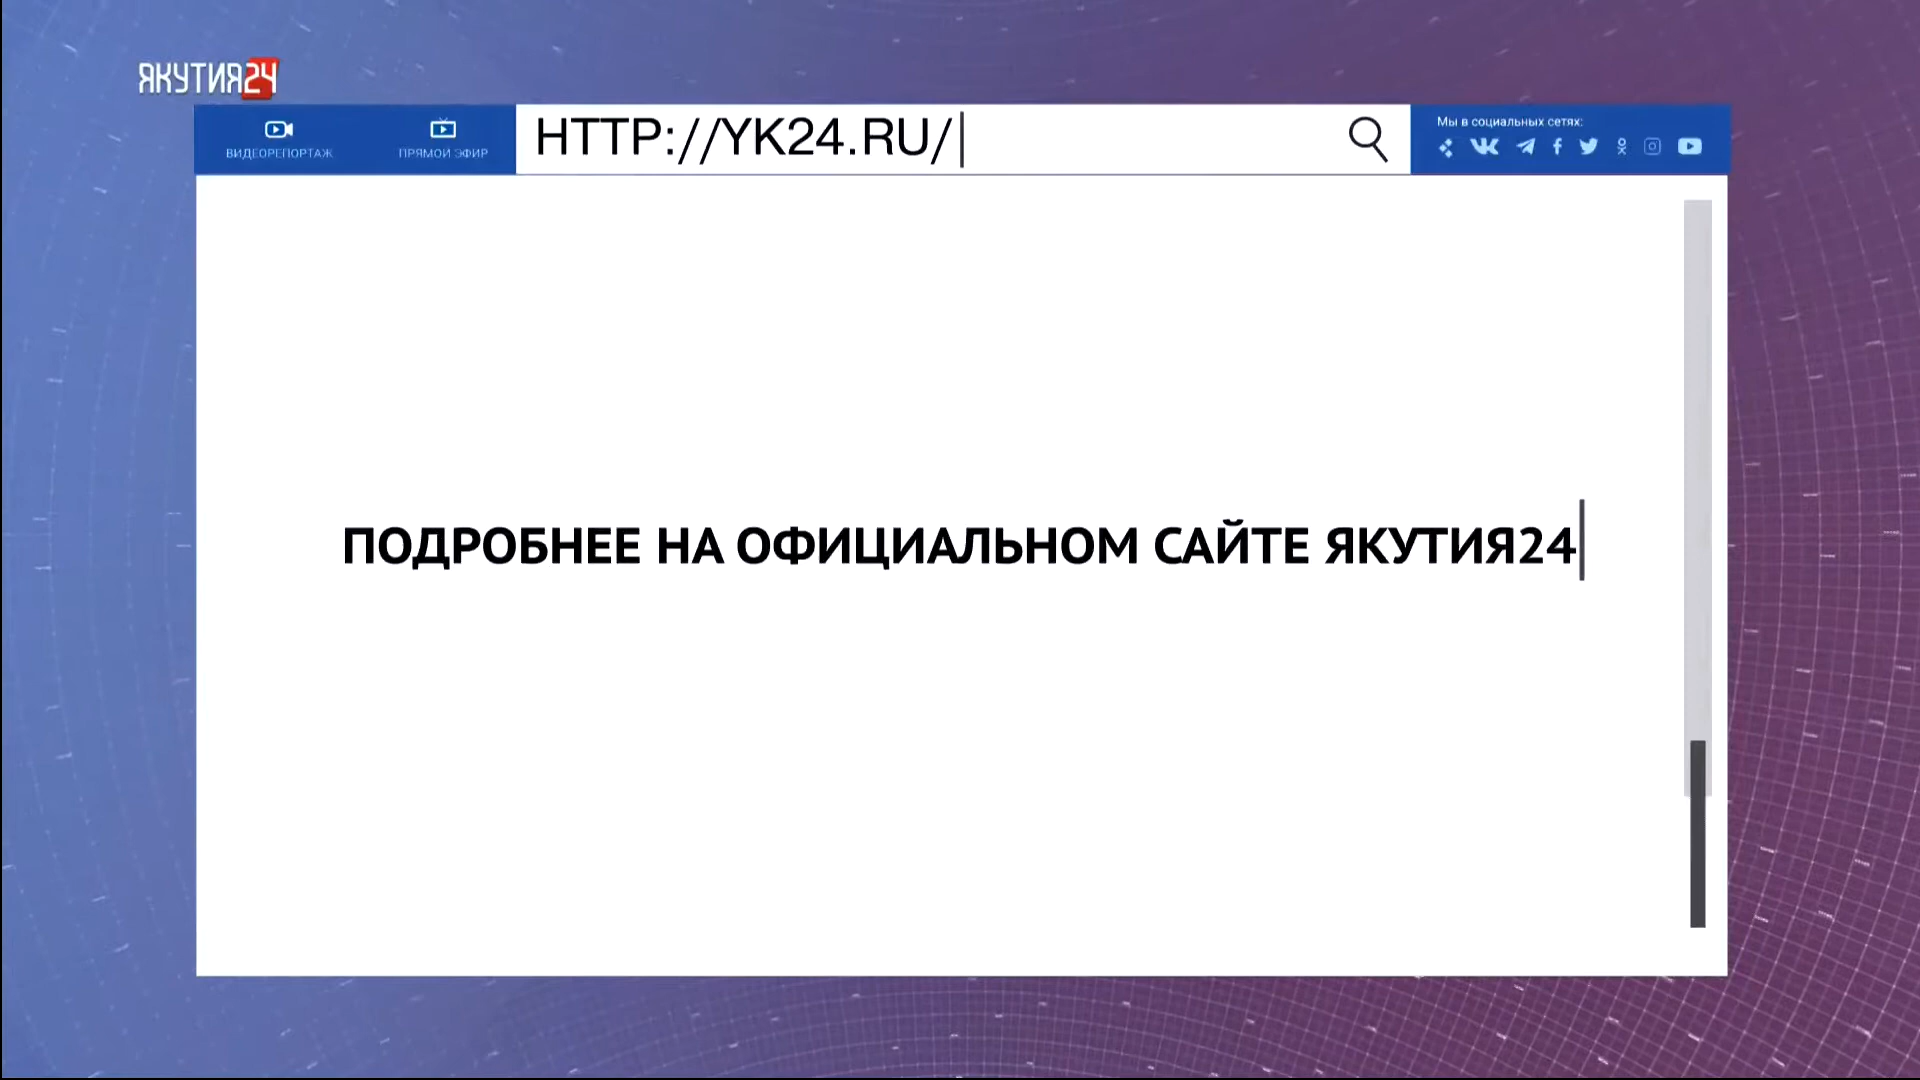 ЯКУТИЯ24
ВИДЕОРЕПОРТАЖ
ПРЯМОЙ ЭФИР
HTTP://YK24.RU/
Мы в социальных сетях:
ПОДРОБНЕЕ НА ОФИЦИАЛЬНОМ САЙТЕ ЯКУТИЯ24